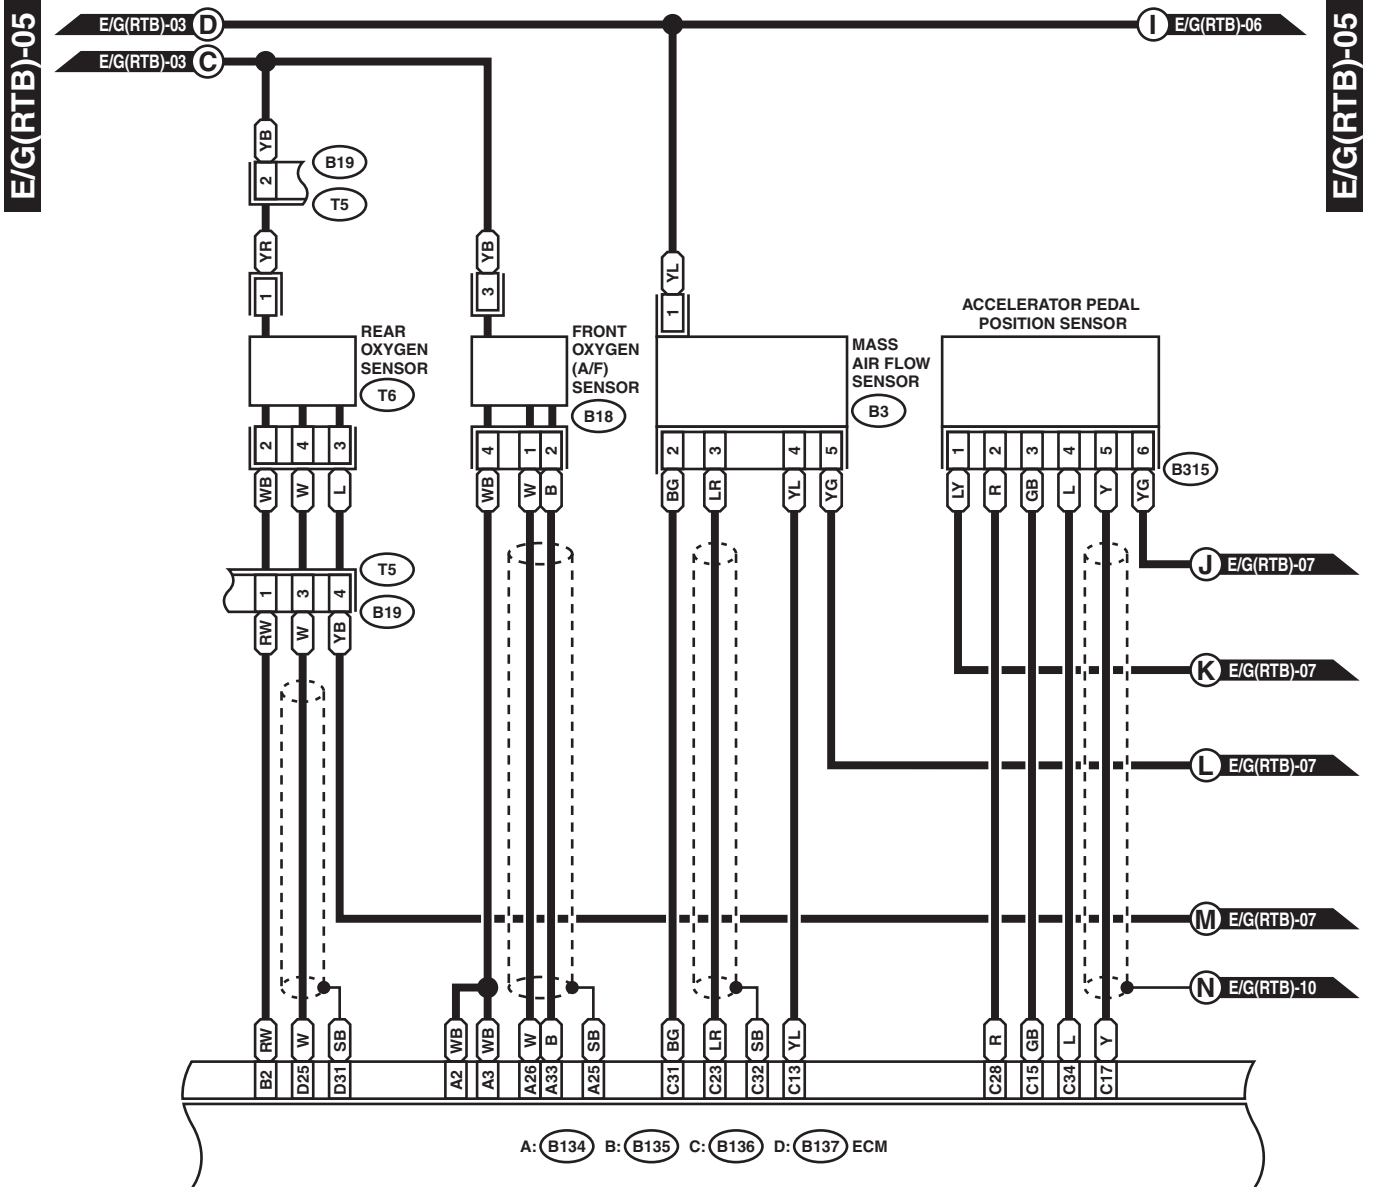 E/G(RTB)-05
E/G(RTB)-05
E/G(RTB)-03 D
I E/G(RTB)-06
E/G(RTB)-03 C
YB
2
B19
T5
YR
1
YB
3
YL
1
REAR
OXYGEN
SENSOR
T6
FRONT
OXYGEN
(A/F)
SENSOR
B18
MASS
AIR FLOW
SENSOR
B3
ACCELERATOR PEDAL
POSITION SENSOR
B315
2 4 3
4 1 2
2 3 4 5
1 2 3 4 5 6
WB W L
WB W B
BG LR YL YG
LY R GB L Y YG
T5
1 3 4
B19
RW W YB
J E/G(RTB)-07
K E/G(RTB)-07
L E/G(RTB)-07
M E/G(RTB)-07
N E/G(RTB)-10
RW W SB
WB WB W B SB
BG LR SB YL
R GB L Y
B2 D25 D31
A2 A3 A26 A33 A25
C31 C23 C32 C13
C28 C15 C34 C17
A: B134 B: B135 C: B136 D: B137 ECM